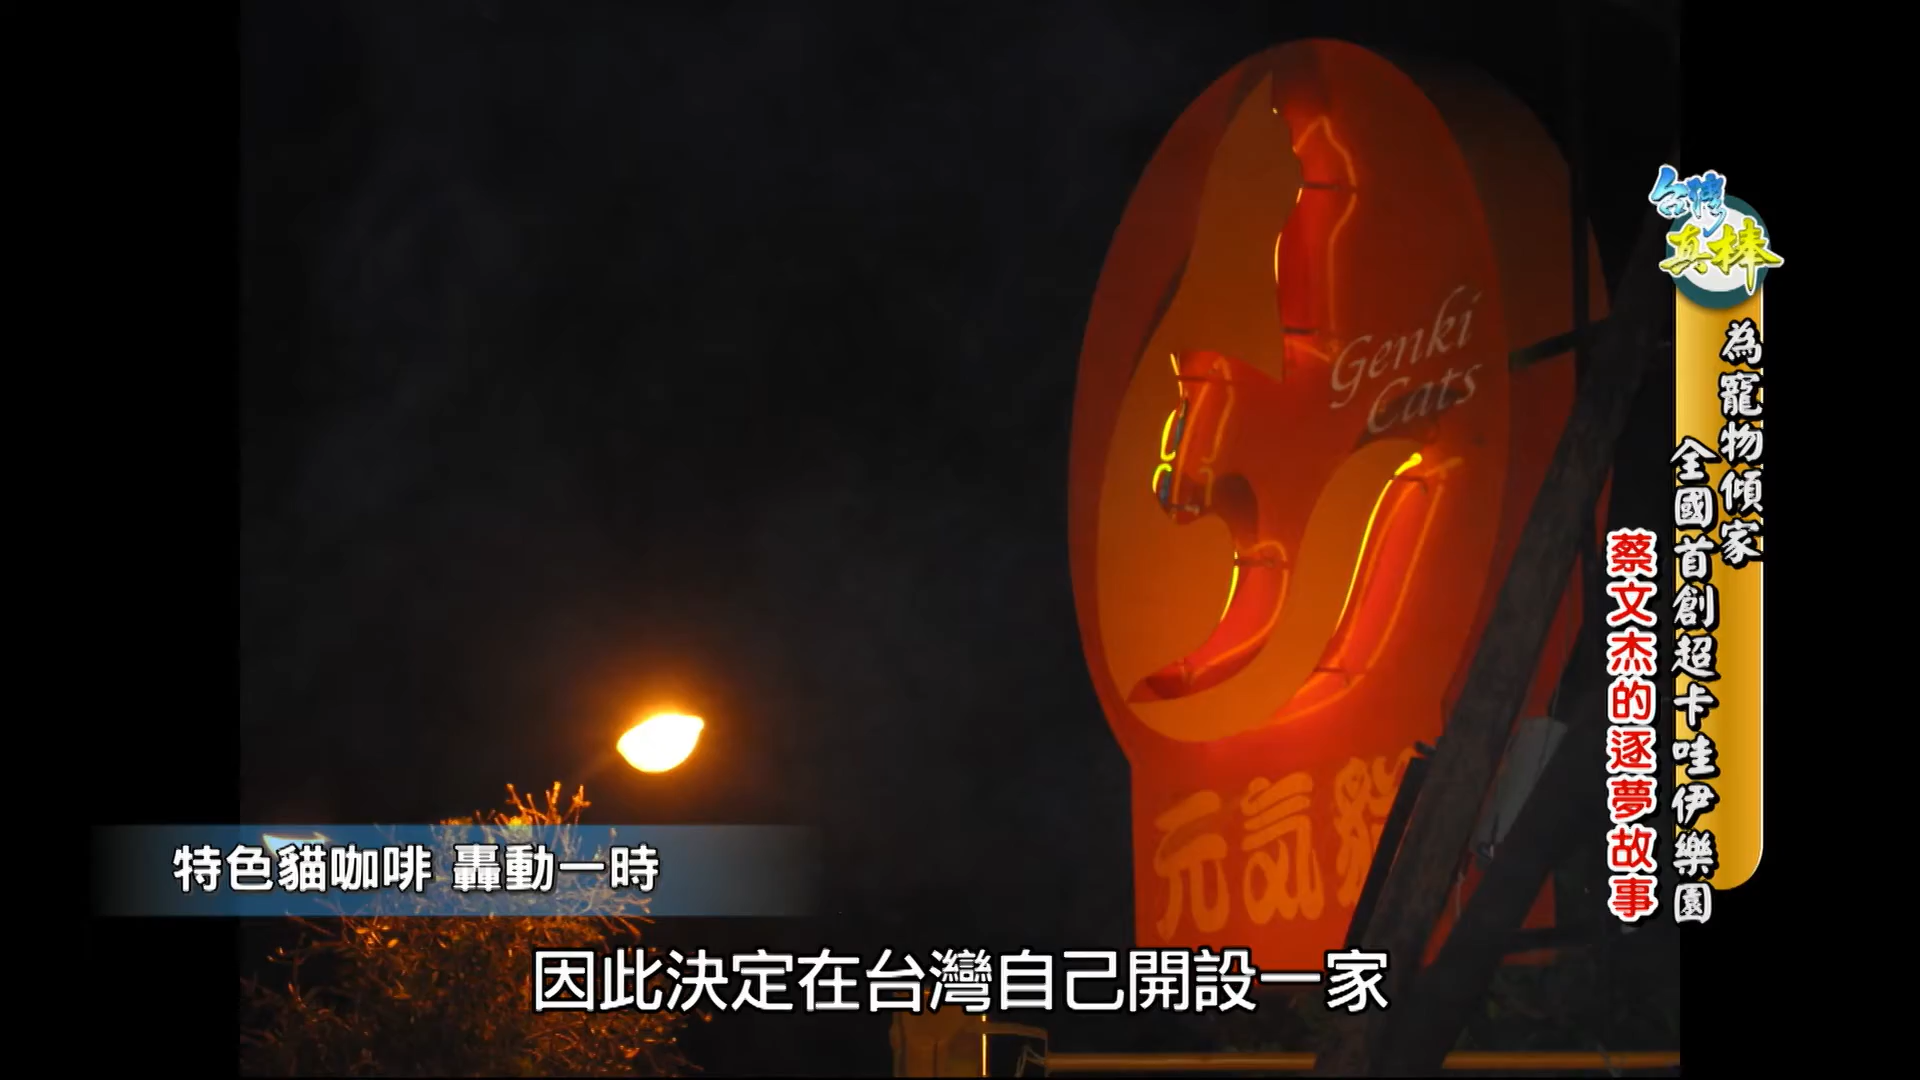 台灣
真棒
為寵物傾家
全國首創超卡哇伊樂園
蔡文杰的逐夢故事
Genki
Cats
元気貓
特色貓咖啡 轟動一時
因此決定在台灣自己開設一家